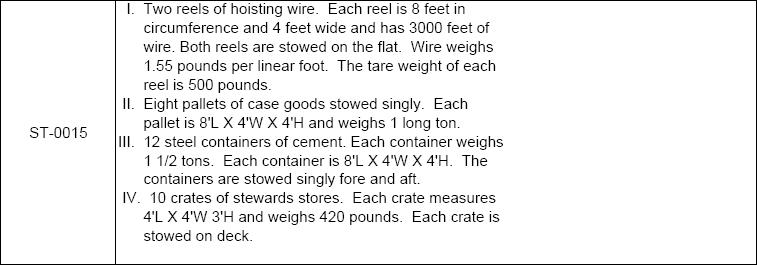 I. Two reels of hoisting wire. Each reel is 8 feet in
circumference and 4 feet wide and has 3000 feet of
wire. Both reels are stowed on the flat. Wire weighs
1.55 pounds per linear foot. The tare weight of each
reel is 500 pounds.
II. Eight pallets of case goods stowed singly. Each
pallet is 8'L X 4'W X 4'H and weighs 1 long ton.
ST-0015
III. 12 steel containers of cement. Each container weighs
1 1/2 tons. Each container is 8'L X 4'W X 4'H. The
containers are stowed singly fore and aft.
IV. 10 crates of stewards stores. Each crate measures
4'L X 4'W 3'H and weighs 420 pounds. Each crate is
stowed on deck.